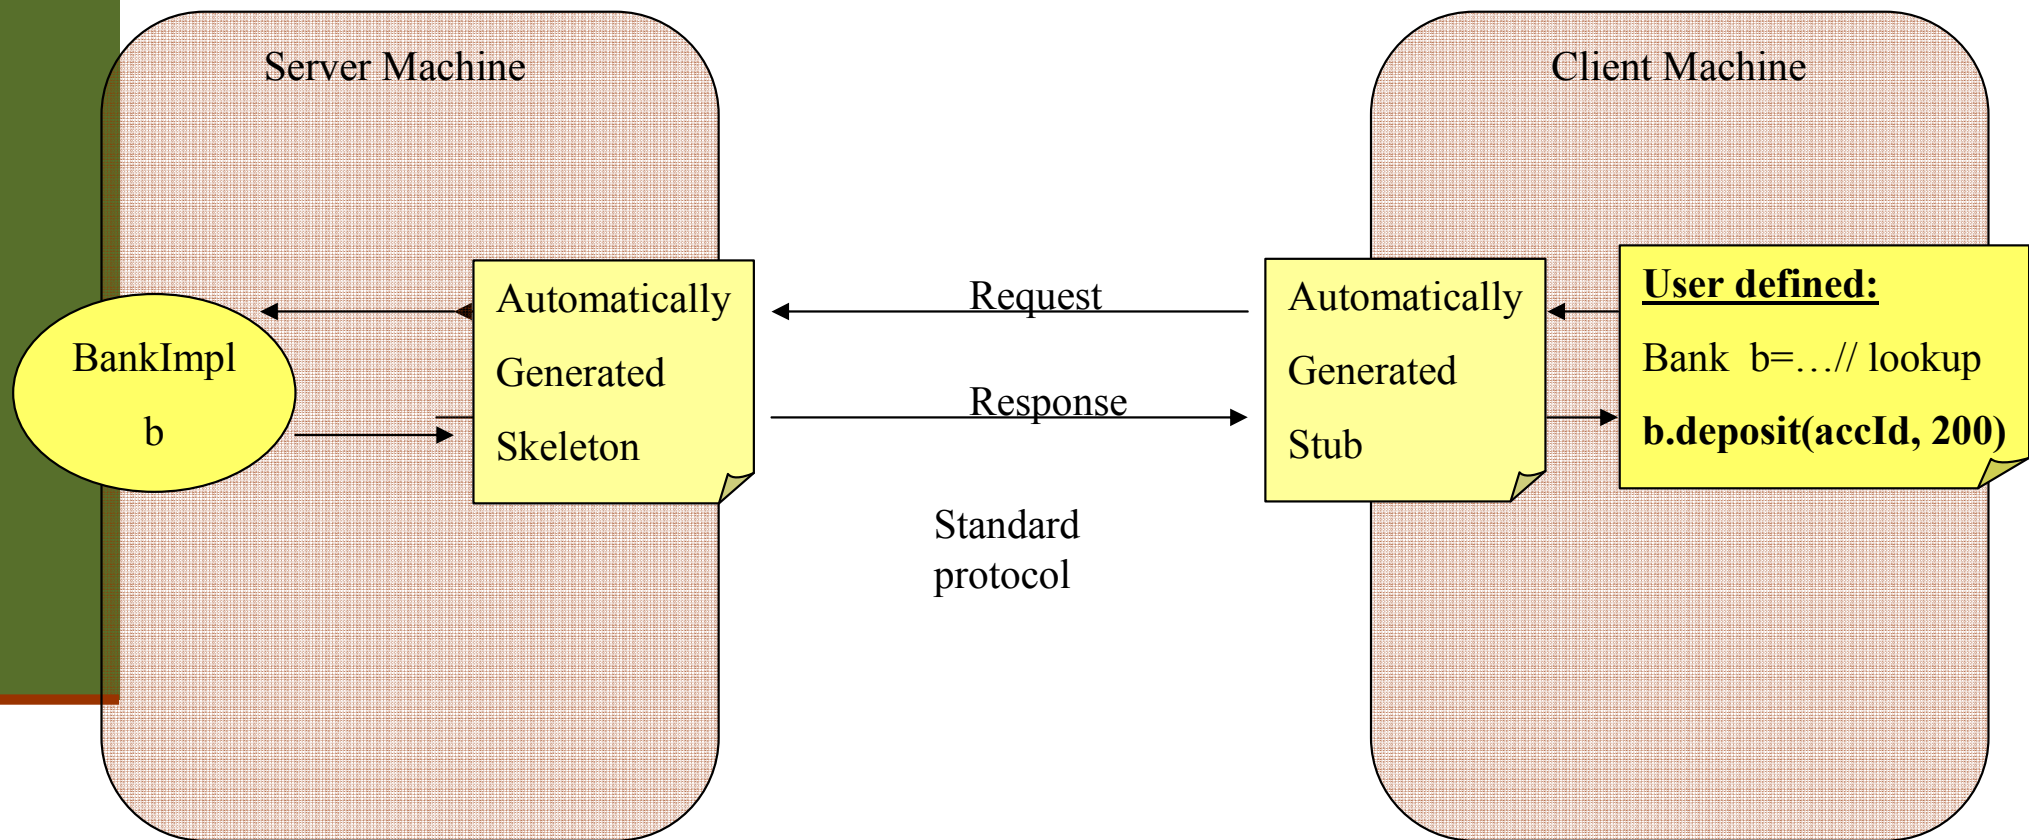 Server Machine
Client Machine
BankImpl
b
Automatically
Generated
Skeleton
Request
Response
Standard
protocol
Automatically
Generated
Stub
User defined:
Bank b=…// lookup
b.deposit(accId, 200)